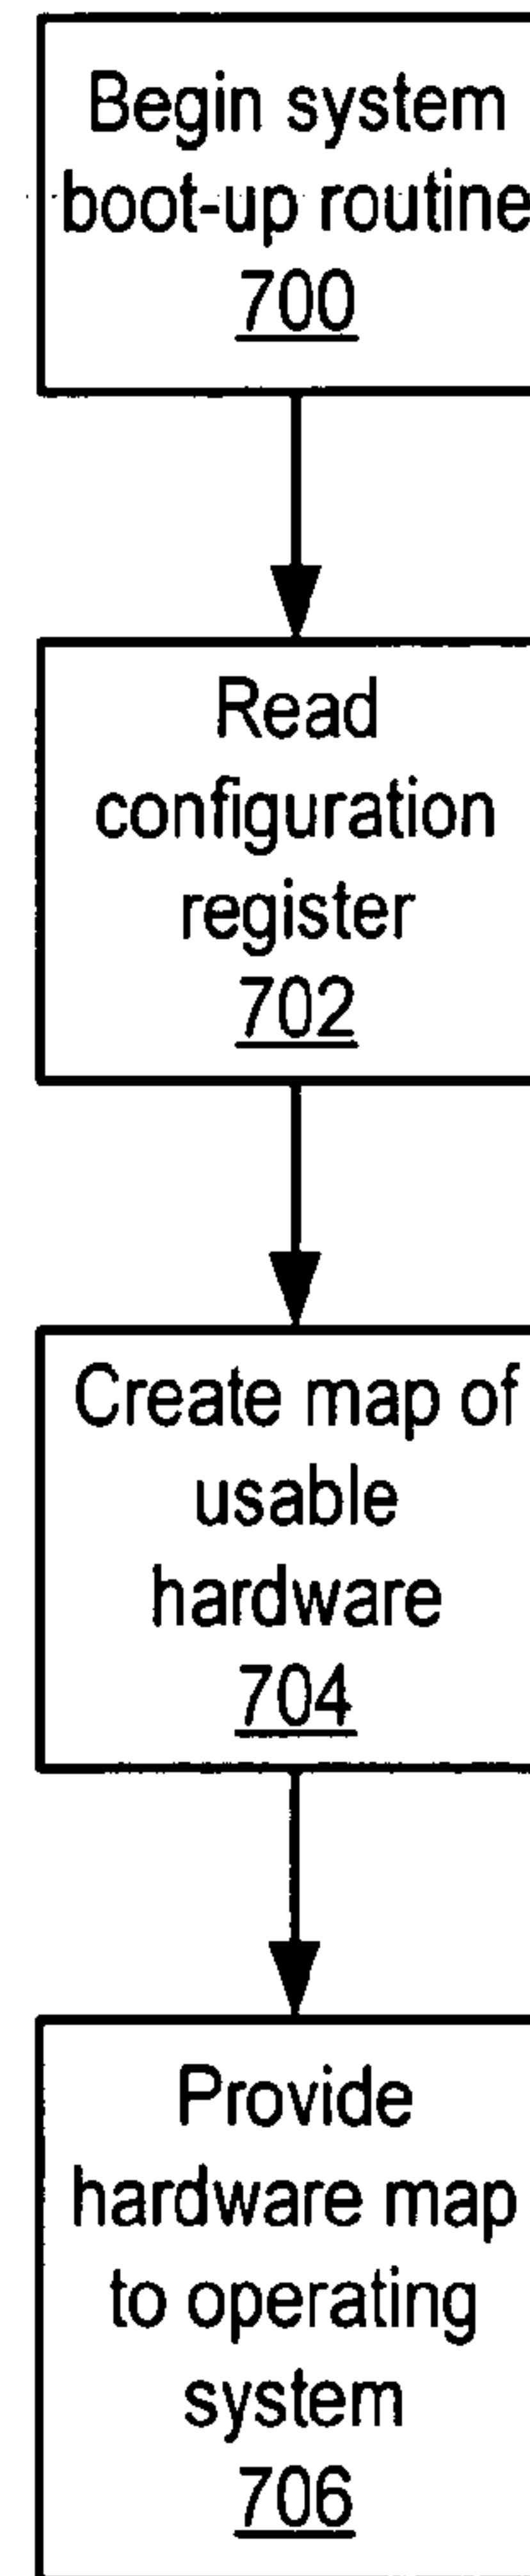 Begin system
boot-up routine
700
Read
configuration
register
702
Create map of
usable
hardware
704
Provide
hardware map
to operating
system
706